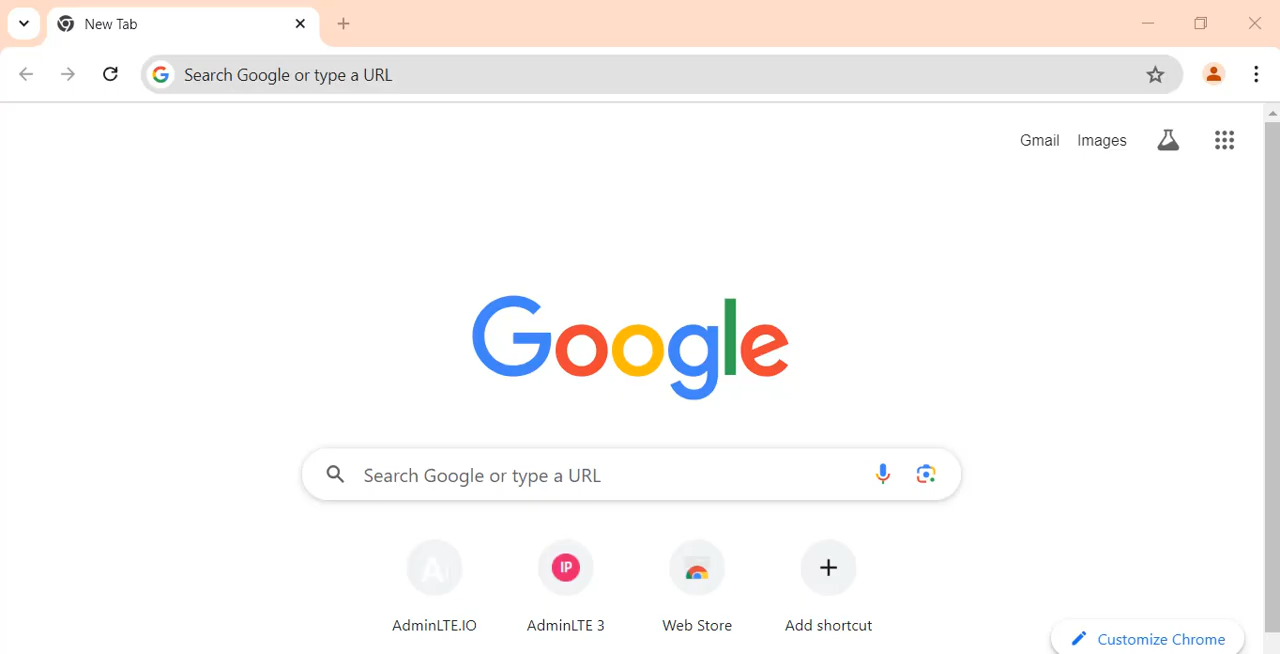 New Tab
Search Google or type a URL
Gmail Images
Google
Search Google or type a URL
A
IP
AdminLTE.IO AdminLTE 3 Web Store Add shortcut
Customize Chrome